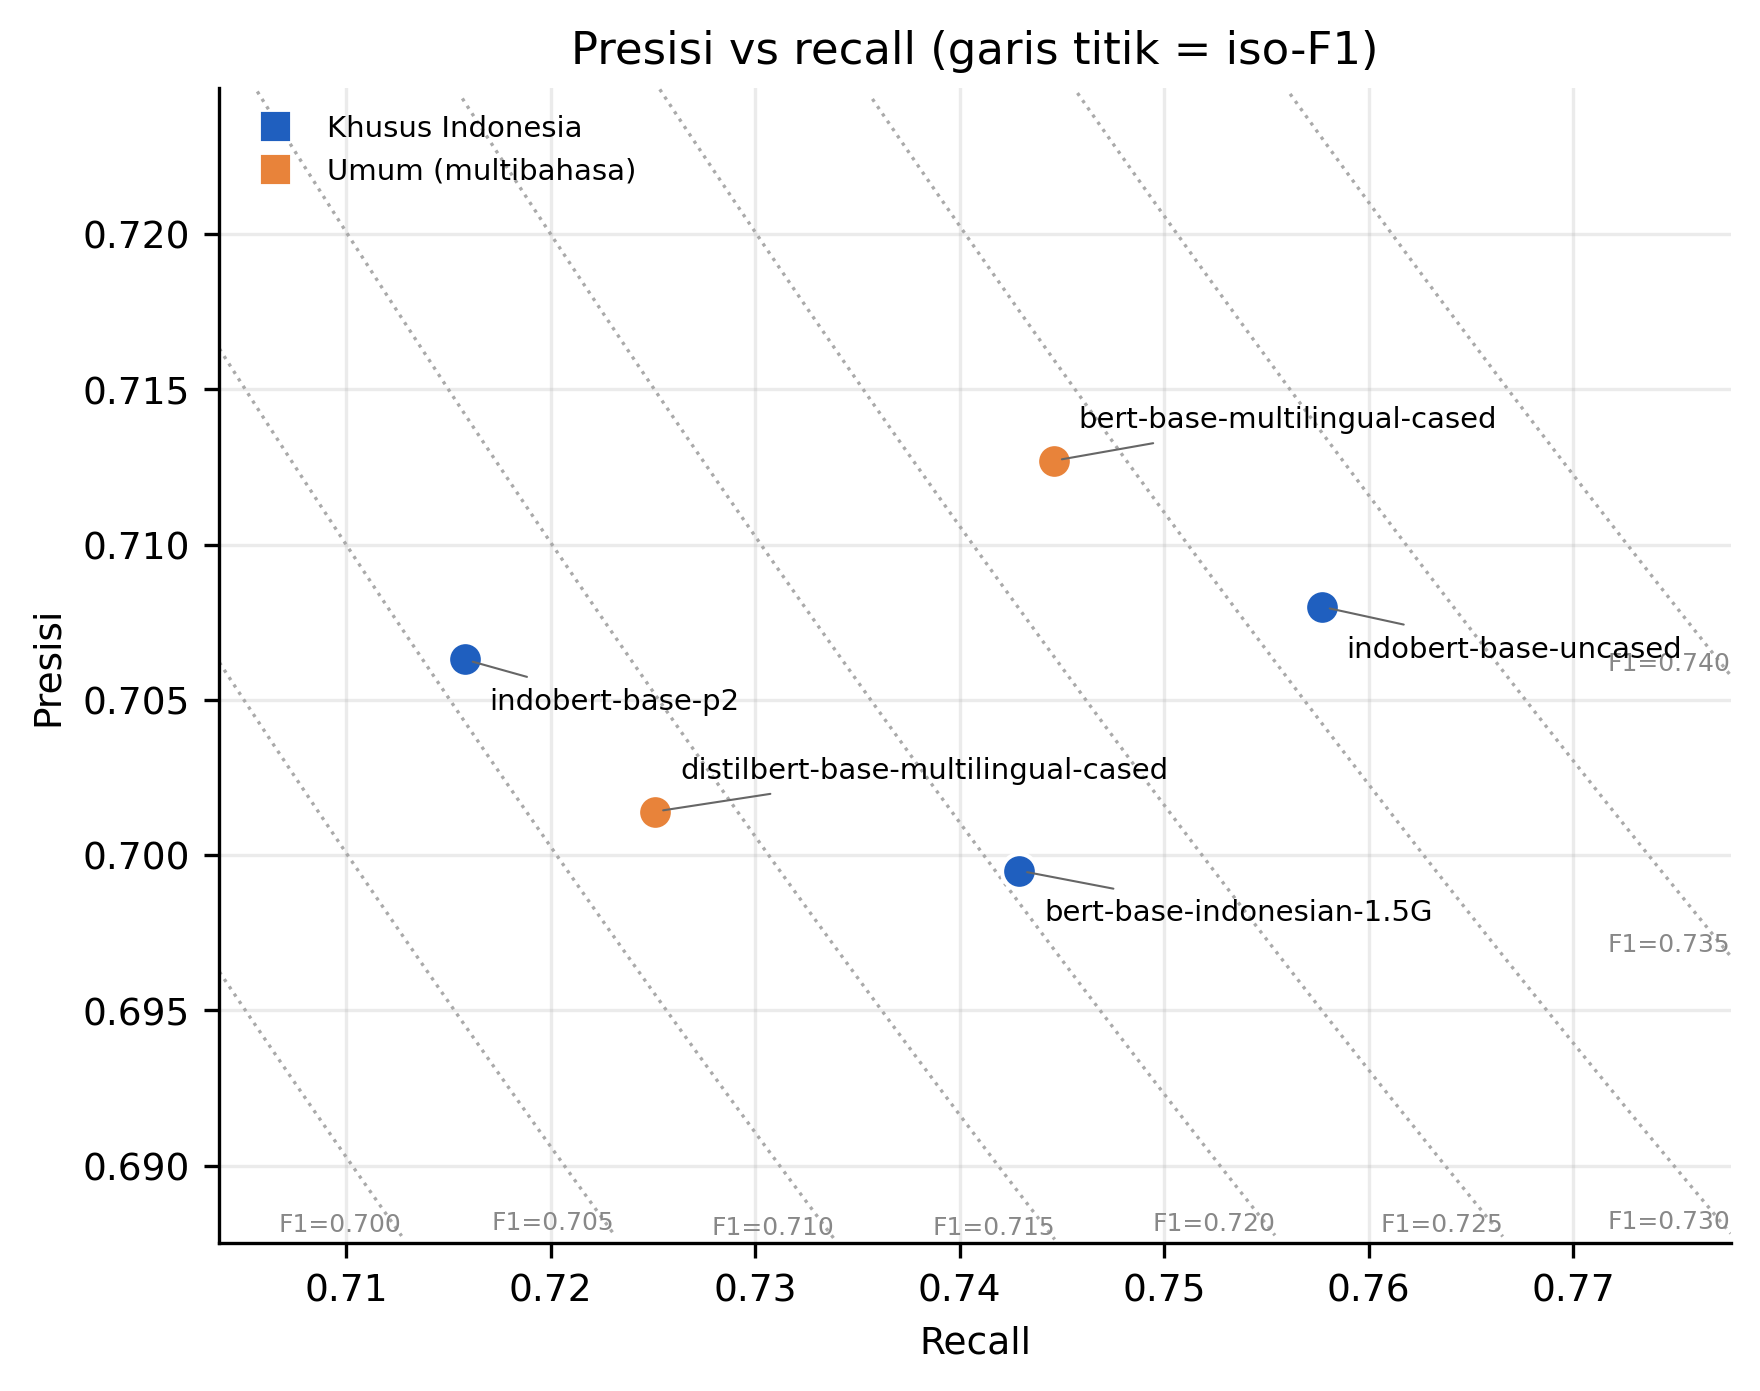 Presisi vs recall (garis titik = iso-F1)
Khusus Indonesia
Umum (multibahasa)
0.720
0.715
0.710
0.705
0.700
0.695
0.690
Presisi
bert-base-multilingual-cased
indobert-base-uncased
F1=0.740
indobert-base-p2
distilbert-base-multilingual-cased
bert-base-indonesian-1.5G
F1=0.735
F1=0.700
F1=0.705
F1=0.710
F1=0.715
F1=0.720
F1=0.725
F1=0.730
0.71
0.72
0.73
0.74
0.75
0.76
0.77
Recall